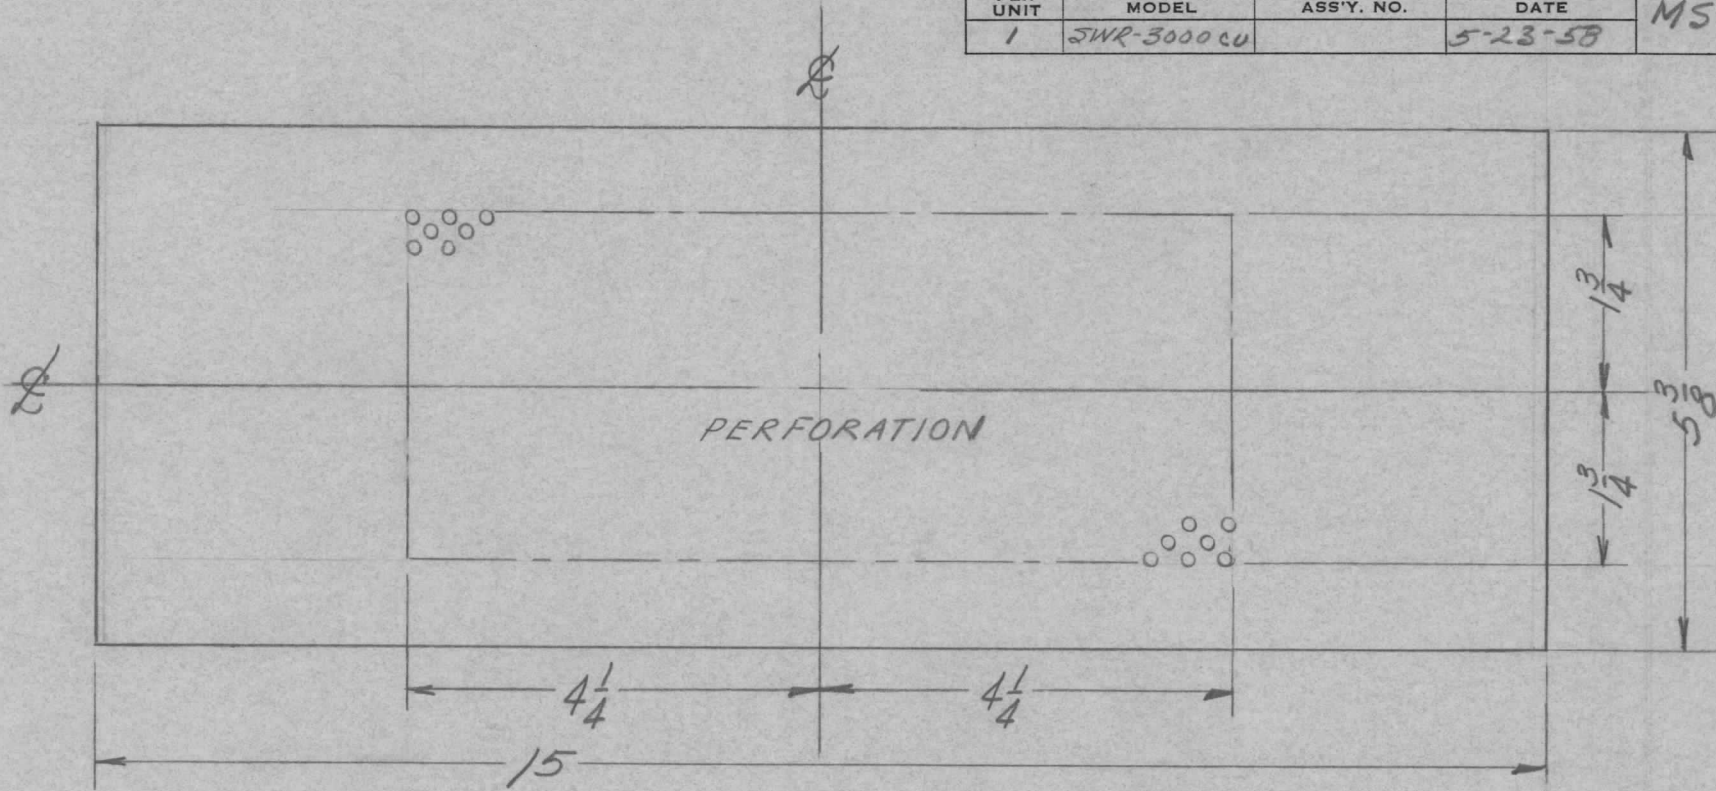 UNIT MODEL ASS'Y. NO. DATE
1 SWR-3000CU 5-23-58
MS
℄
℄
1 3/4
5 3/8
PERFORATION
1 3/4
4 1/4 4 1/4
15